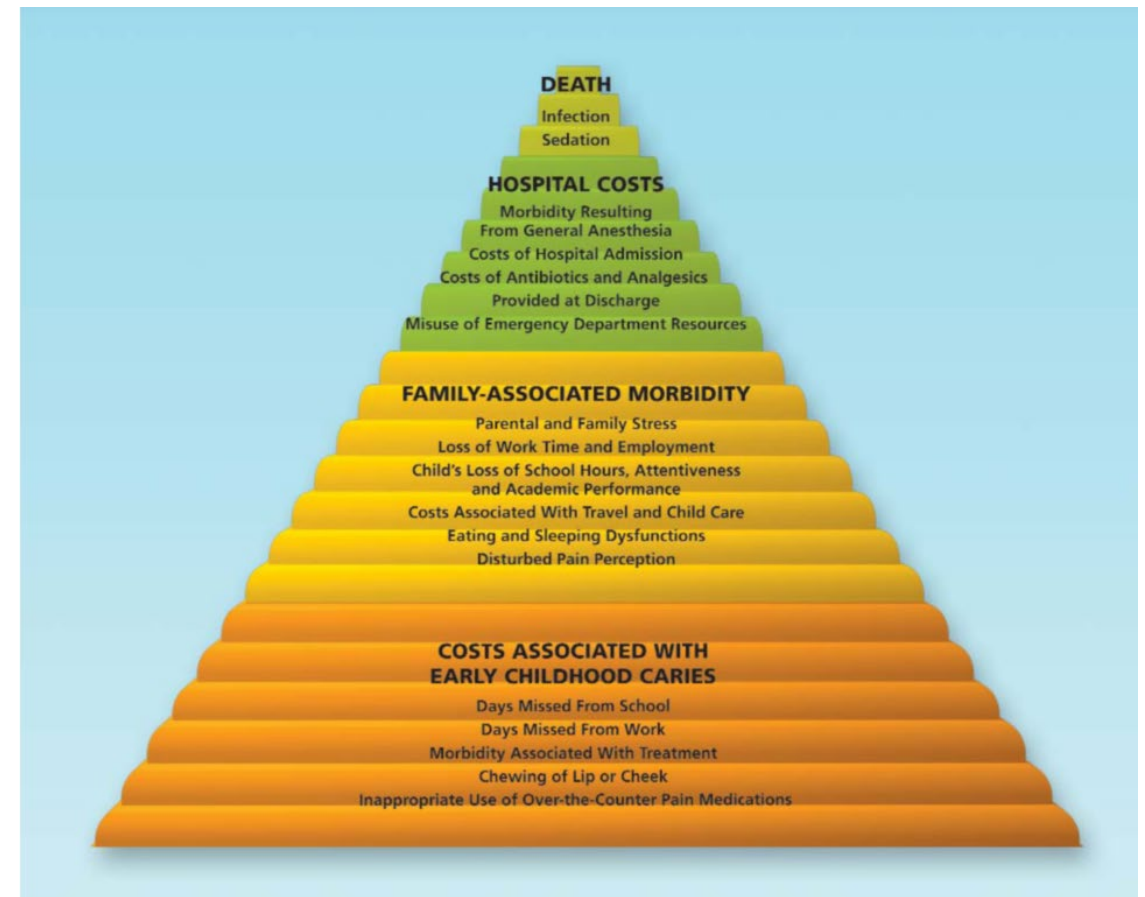 DEATH
Infection
Sedation
HOSPITAL COSTS
Morbidity Resulting
From General Anesthesia
Costs of Hospital Admission
Costs of Antibiotics and Analgesics
Provided at Discharge
Misuse of Emergency Department Resources
FAMILY-ASSOCIATED MORBIDITY
Parental and Family Stress
Loss of Work Time and Employment
Child's Loss of School Hours, Attentiveness
and Academic Performance
Costs Associated With Travel and Child Care
Eating and Sleeping Dysfunctions
Disturbed Pain Perception
COSTS ASSOCIATED WITH
EARLY CHILDHOOD CARIES
Days Missed From School
Days Missed From Work
Morbidity Associated With Treatment
Chewing of Lip or Cheek
Inappropriate Use of Over-the-Counter Pain Medications